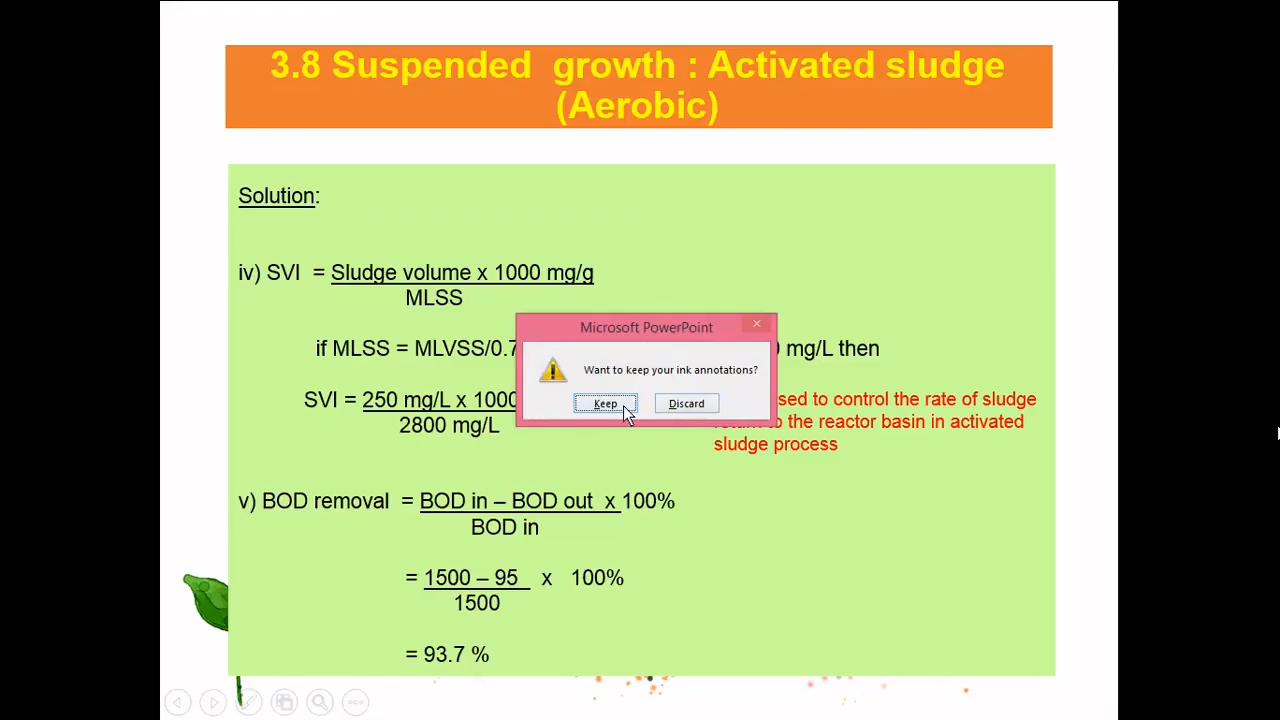 3.8 Suspended growth : Activated sludge
(Aerobic)
Solution:
iv) SVI = Sludge volume x 1000 mg/g
MLSS
if MLSS = MLVSS/0.7
mg/L then
SVI = 250 mg/L x 1000
2800 mg/L
sed to control the rate of sludge
to the reactor basin in activated
sludge process
Microsoft PowerPoint
Want to keep your ink annotations?
Keep
Discard
v) BOD removal = BOD in – BOD out x 100%
BOD in
= 1500 – 95 x 100%
1500
= 93.7 %